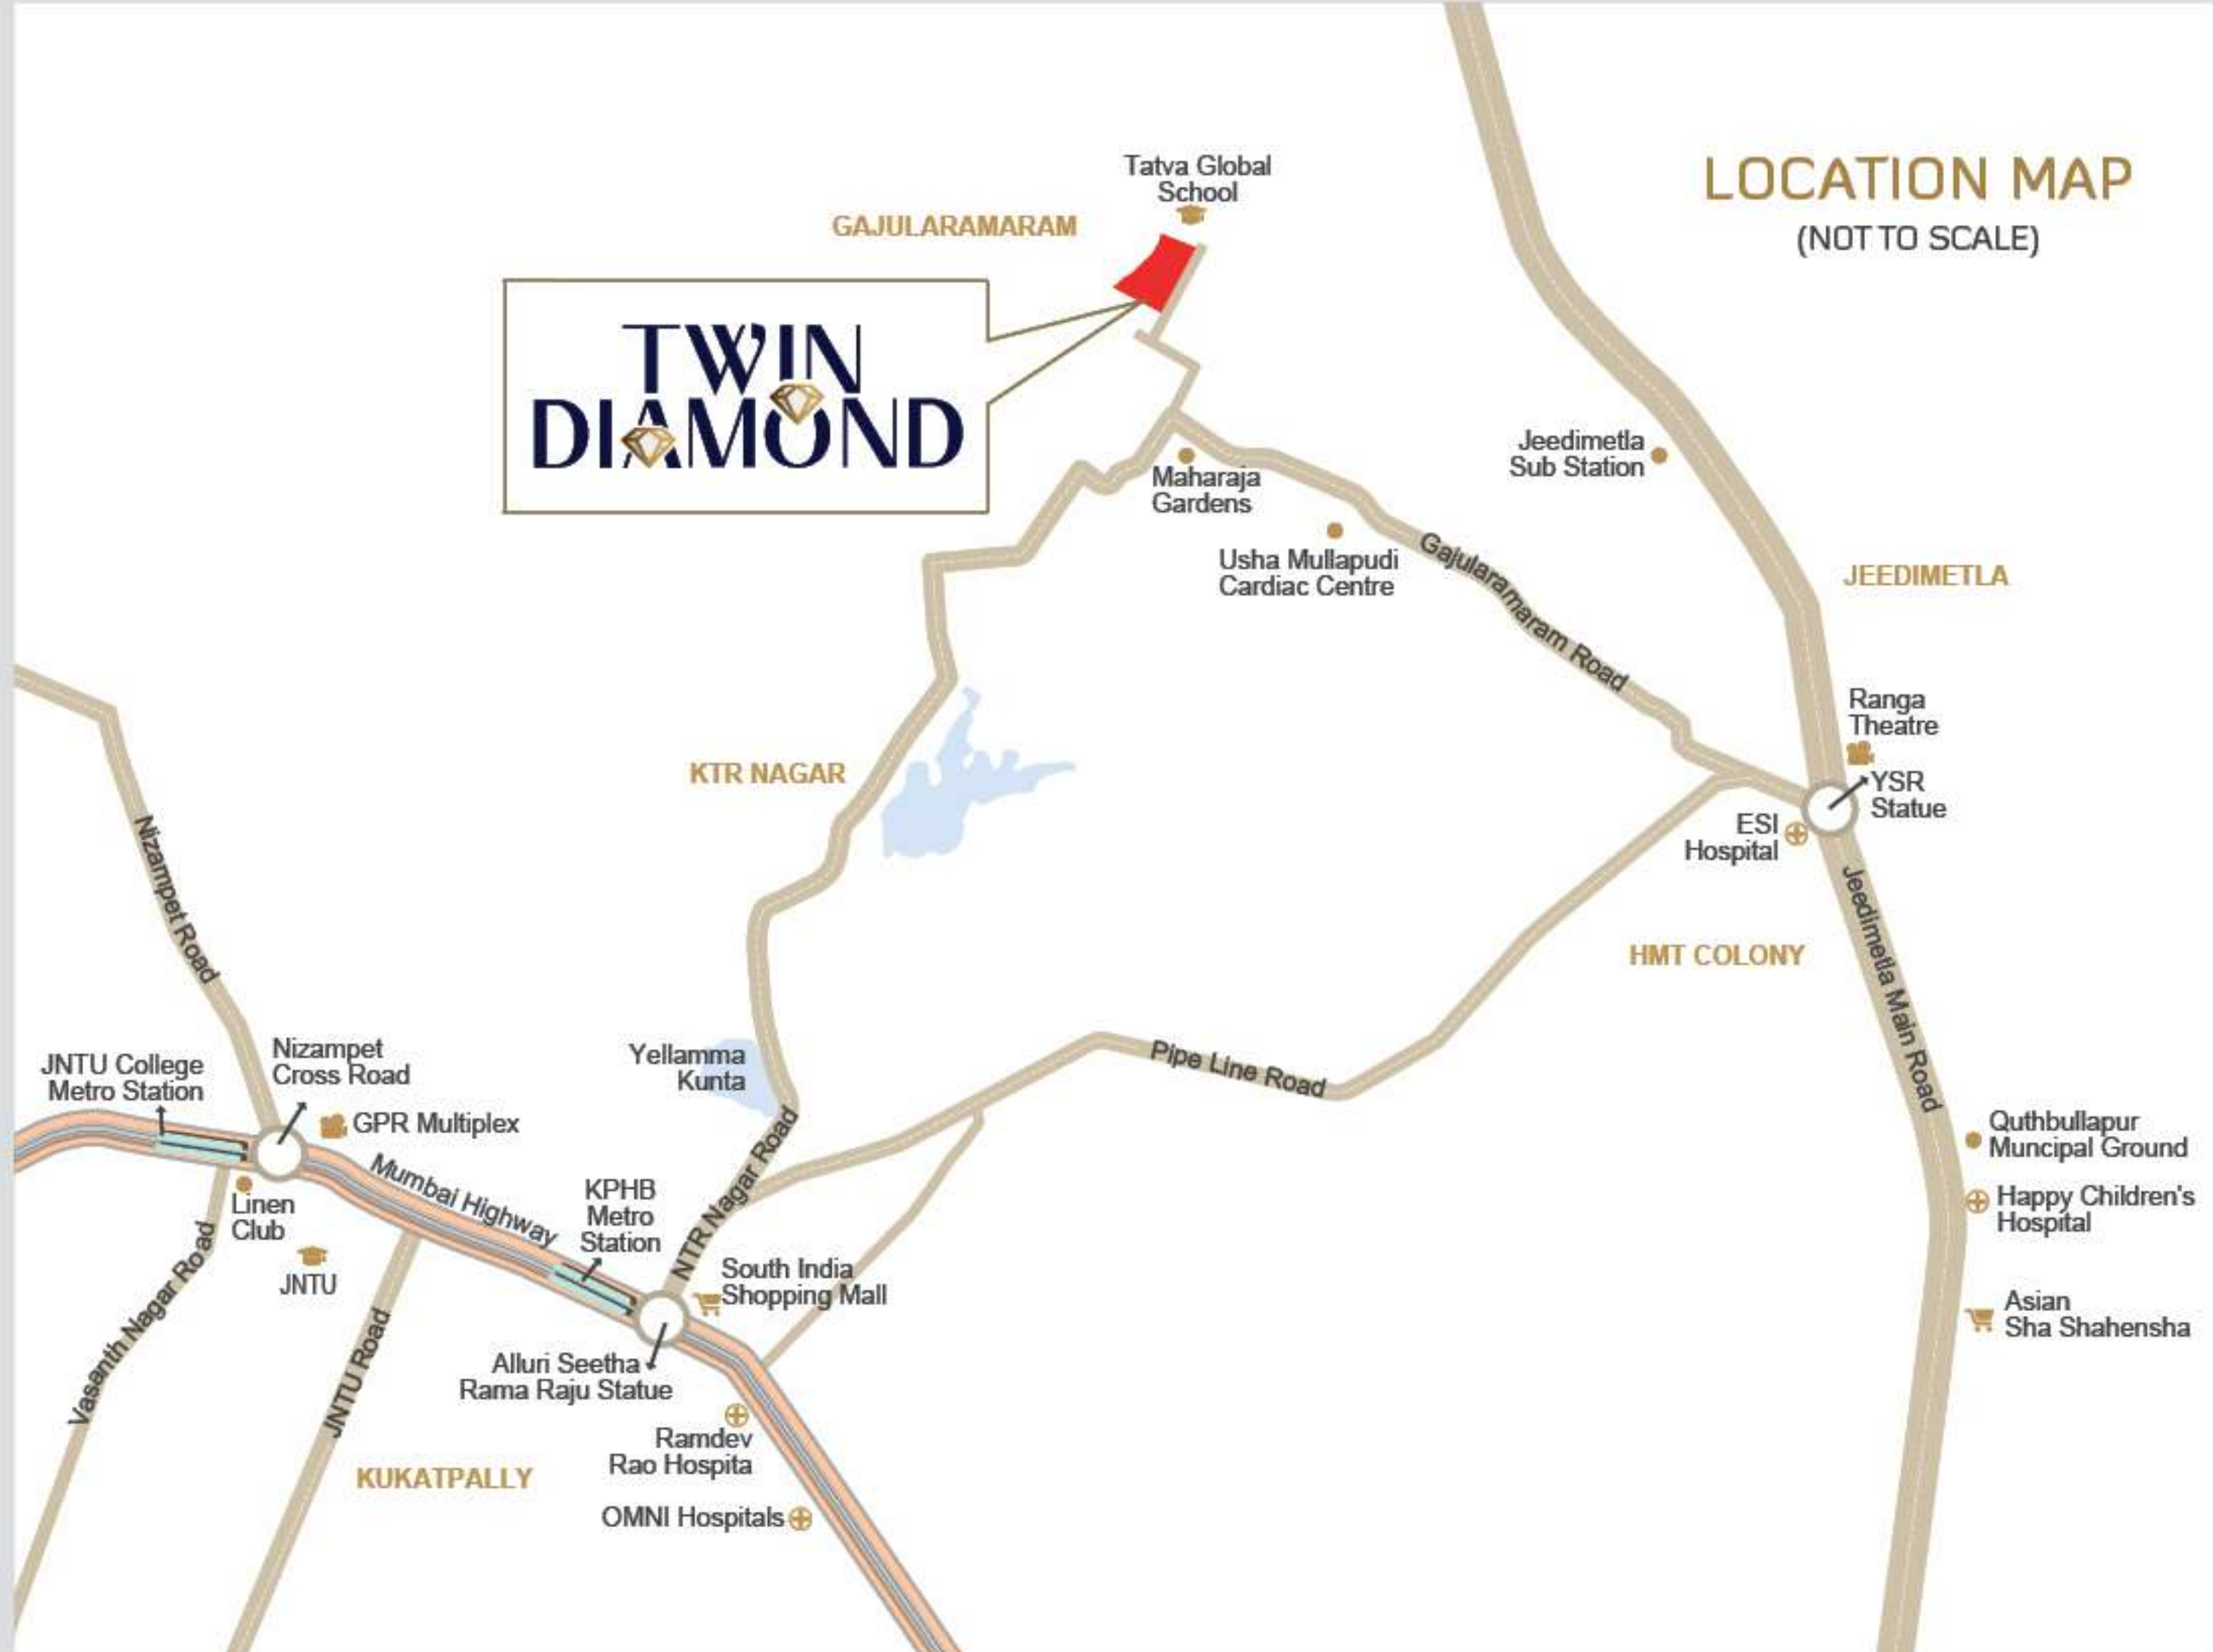 LOCATION MAP
(NOT TO SCALE)
Tatva Global
School
GAJULARAMARAM
TWIN
DIAMOND
Maharaja
Gardens
Usha Mullapudi
Cardiac Centre
Gajularamaram Road
Jeedimetla
Sub Station
JEEDIMETLA
Ranga
Theatre
YSR
Statue
ESI
Hospital
KTR NAGAR
HMT COLONY
Jeedimetla Main Road
Nizampet Road
Yellamma
Kunta
Pipe Line Road
NTR Nagar Road
JNTU College
Metro Station
Nizampet
Cross Road
GPR Multiplex
Mumbai Highway
Linen
Club
JNTU
KPHB
Metro
Station
South India
Shopping Mall
Vasanth Nagar Road
JNTU Road
Alluri Seetha
Rama Raju Statue
Ramdev
Rao Hospita
KUKATPALLY
OMNI Hospitals
Quthbullapur
Muncipal Ground
Happy Children's
Hospital
Asian
Sha Shahensha